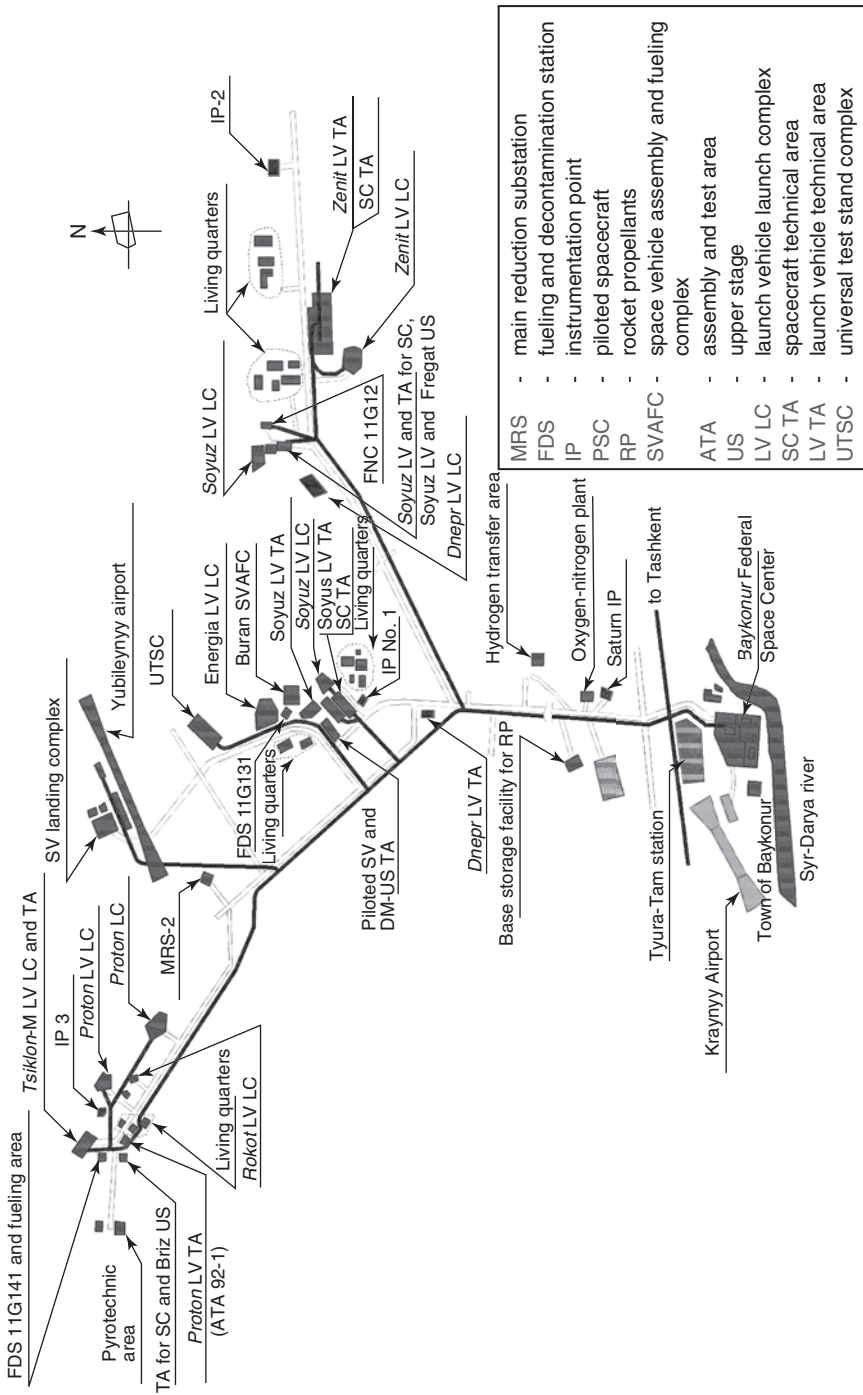 FDS 11G141 and fueling area
Tsiklon-M LV LC and TA
IP 3
Proton LV LC
Proton LC
MRS-2
Pyrotechnic
area
TA for SC and Briz US
Proton LV TA
(ATA 92-1)
Living quarters
Rokot LV LC
SV landing complex
Yubileynyy airport
UTSC
Energia LV LC
Buran SVAFC
Soyuz LV TA
Soyuz LV LC
Soyus LV TA
SC TA
Living quarters
IP No. 1
FDS 11G131
Living quarters
Piloted SV and
DM-US TA
Dnepr LV TA
N
IP-2
Living quarters
Soyuz LV LC
Zenit LV TA
SC TA
Zenit LV LC
FNC 11G12
Soyuz LV and TA for SC,
Soyuz LV and Fregat US
Dnepr LV LC
Hydrogen transfer area
Oxygen-nitrogen plant
Saturn IP
Base storage facility for RP
to Tashkent
Tyura-Tam station
Baykonur Federal
Space Center
Kraynyy Airport
Town of Baykonur
Syr-Darya river
MRS - main reduction substation
FDS - fueling and decontamination station
IP - instrumentation point
PSC - piloted spacecraft
RP - rocket propellants
SVAFC - space vehicle assembly and fueling
complex
ATA - assembly and test area
US - upper stage
LV LC - launch vehicle launch complex
SC TA - spacecraft technical area
LV TA - launch vehicle technical area
UTSC - universal test stand complex